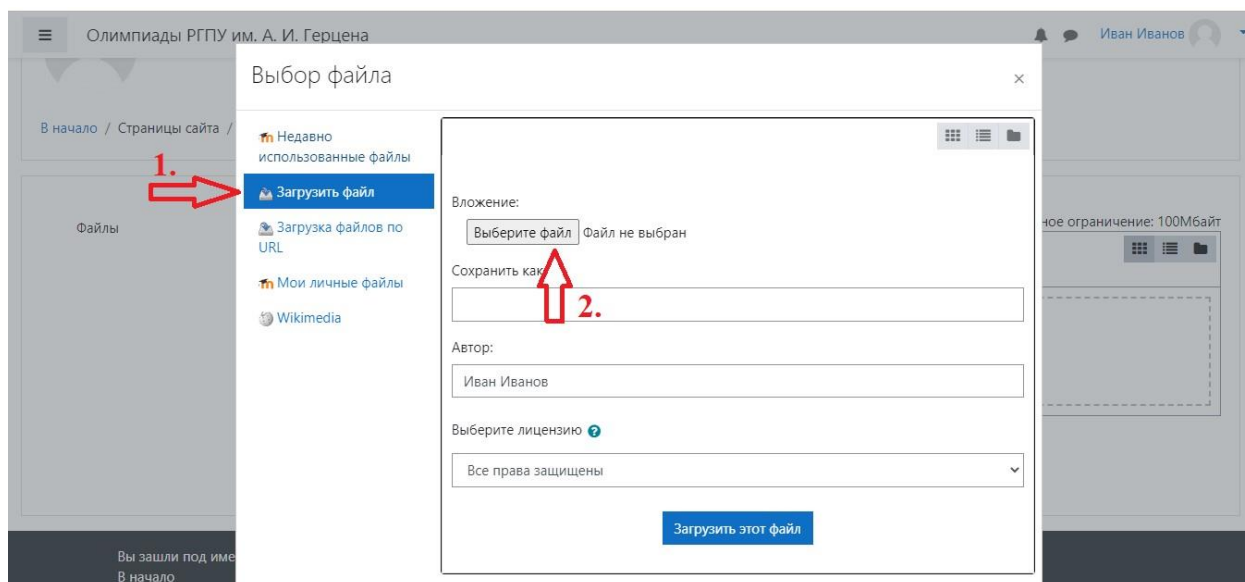 Олимпиады РГПУ им. А. И. Герцена
Иван Иванов
Выбор файла
×
В начало / Страницы сайта /
Недавно
использованные файлы
1.
Загрузить файл
Загрузка файлов по
URL
Мои личные файлы
Wikimedia
Файлы
Вложение:
Выберите файл Файл не выбран
ограничение: 100Мбайт
Сохранить как
2.
Автор:
Иван Иванов
Выберите лицензию ?
Все права защищены
Загрузить этот файл
Вы зашли под
В начало